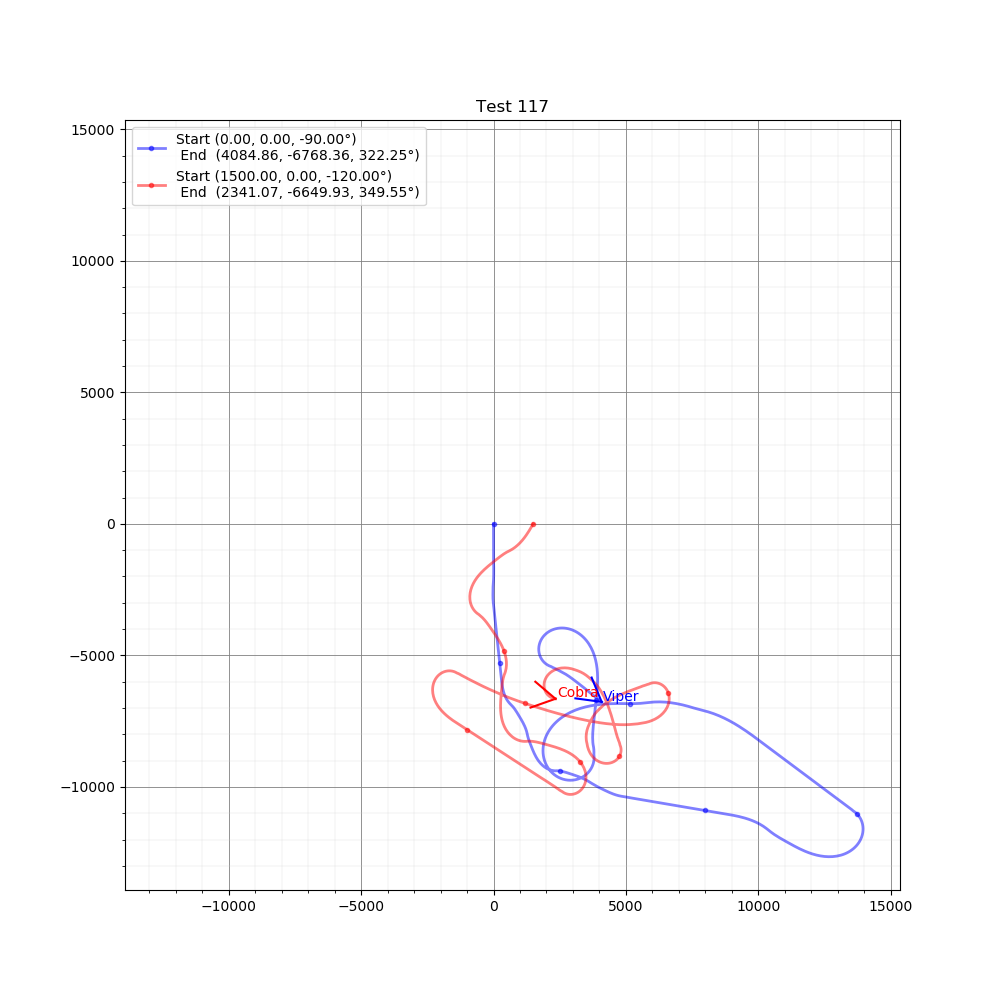 Test 117
15000
10000
5000
0
−5000
−10000
Start (0.00, 0.00, -90.00°)
End (4084.86, -6768.36, 322.25°)
Start (1500.00, 0.00, -120.00°)
End (2341.07, -6649.93, 349.55°)
Cobra
Viper
−10000 −5000 0 5000 10000 15000